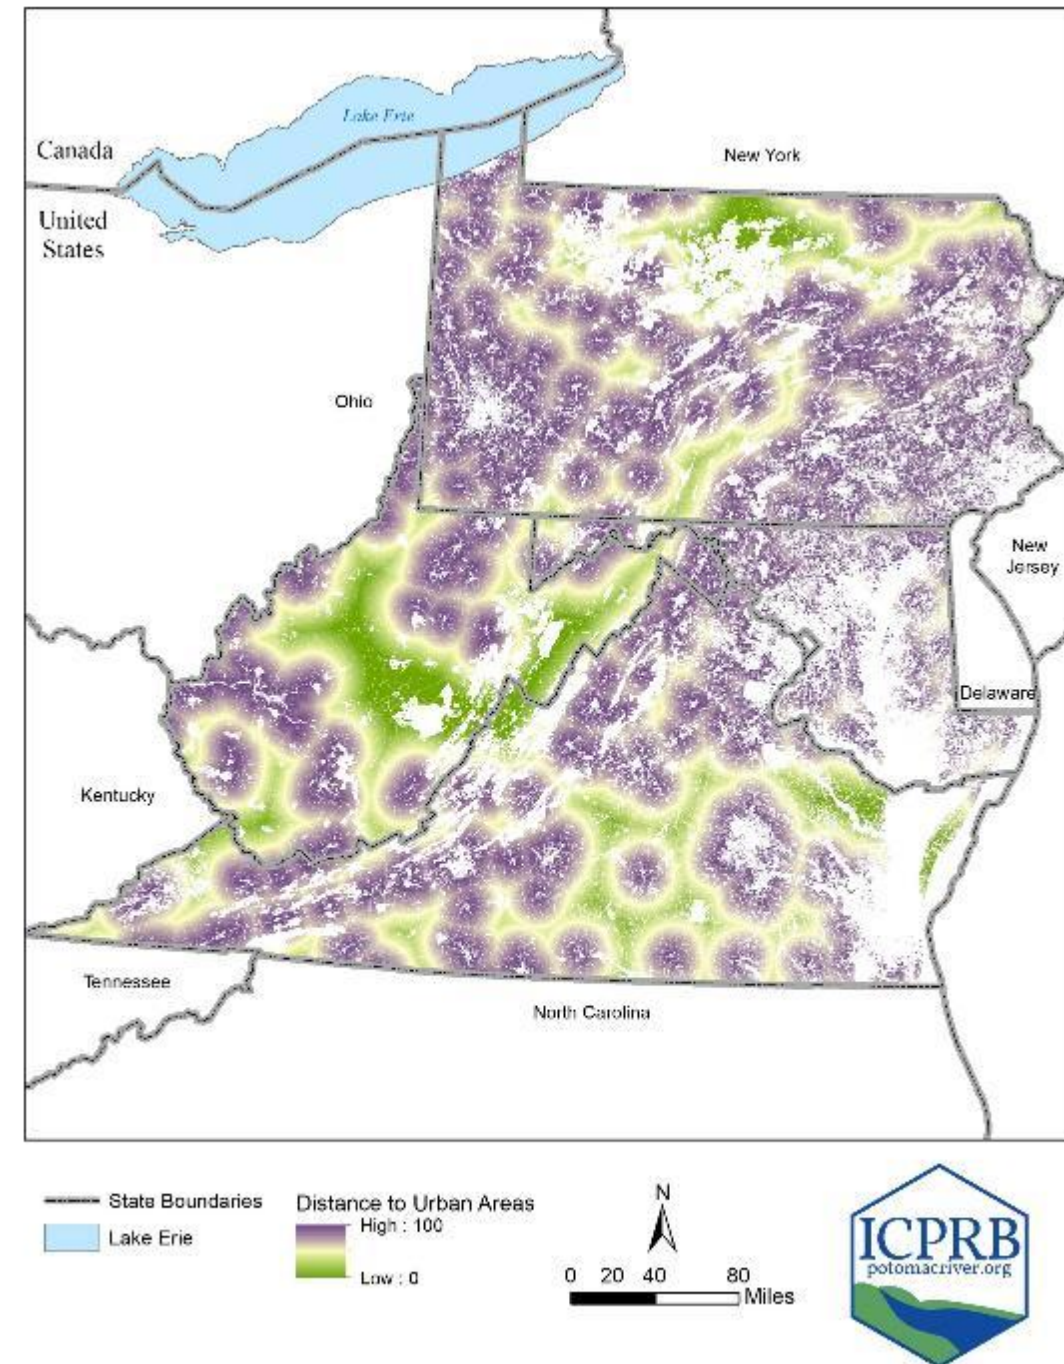 Lake Erie
Canada
New York
United
States
Ohio
New
Jersey
Delaware
Kentucky
Tennessee
North Carolina
State Boundaries
Lake Erie
Distance to Urban Areas
High : 100
Low : 0
N
0 20 40 80
Miles
ICPRB
potomacriver.org